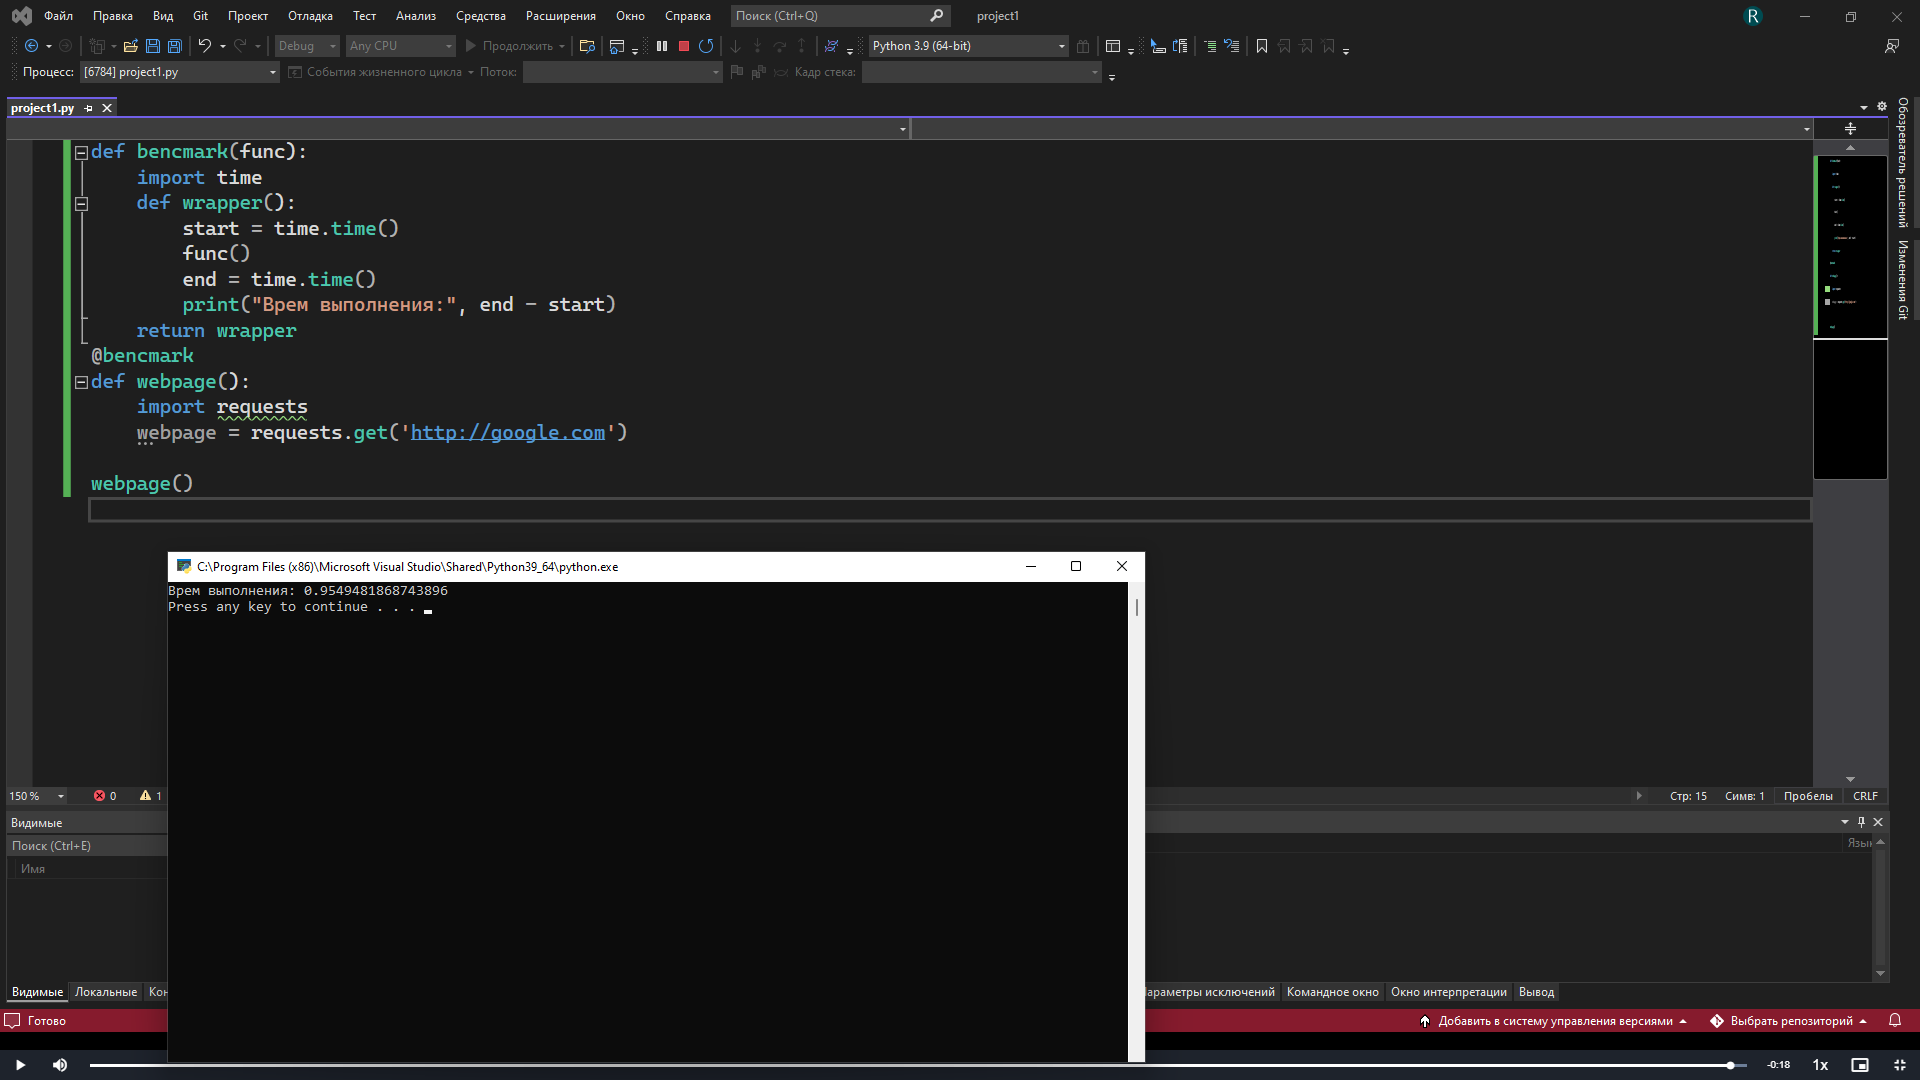 Файл Правка Вид Git Проект Отладка Тест Анализ Средства Расширения Окно Справка Поиск (Ctrl+Q) project1 R
Debug Any CPU Продолжить Python 3.9 (64-bit)
Процесс: [6784] project1.py События жизненного цикла Поток: Кадр стека:
project1.py
Обозреватель решений
Изменения Git
def bencmark(func):
import time
def wrapper():
start = time.time()
func()
end = time.time()
print("Врем выполнения:", end - start)
return wrapper
@bencmark
def webpage():
import requests
webpage = requests.get('http://google.com')
webpage()
C:\Program Files (x86)\Microsoft Visual Studio\Shared\Python39_64\python.exe
Врем выполнения: 0.9549481868743896
Press any key to continue . . .
150 % 0 1 Стр: 15 Симв: 1 Пробелы CRLF
Видимые
Поиск (Ctrl+E)
Имя
Язык
Видимые Локальные Кон
араметры исключений Командное окно Окно интерпретации Вывод
Готово Добавить в систему управления версиями Выбрать репозиторий
-0:18 1x